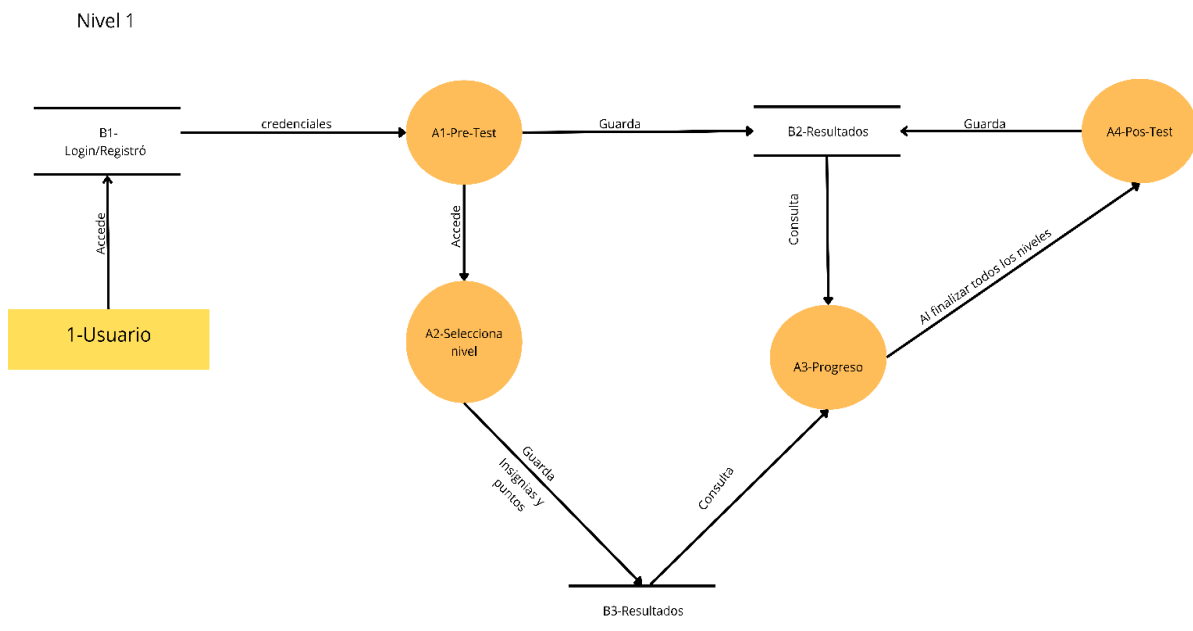 Nivel 1
B1-
Login/Registró
credenciales
A1-Pre-Test
Guarda
B2-Resultados
Guarda
A4-Pos-Test
Accede
Accede
Consulta
Al finalizar todos los niveles
1-Usuario
A2-Selecciona
nivel
A3-Progreso
Guarda
Insignias y
puntos
Consulta
B3-Resultados